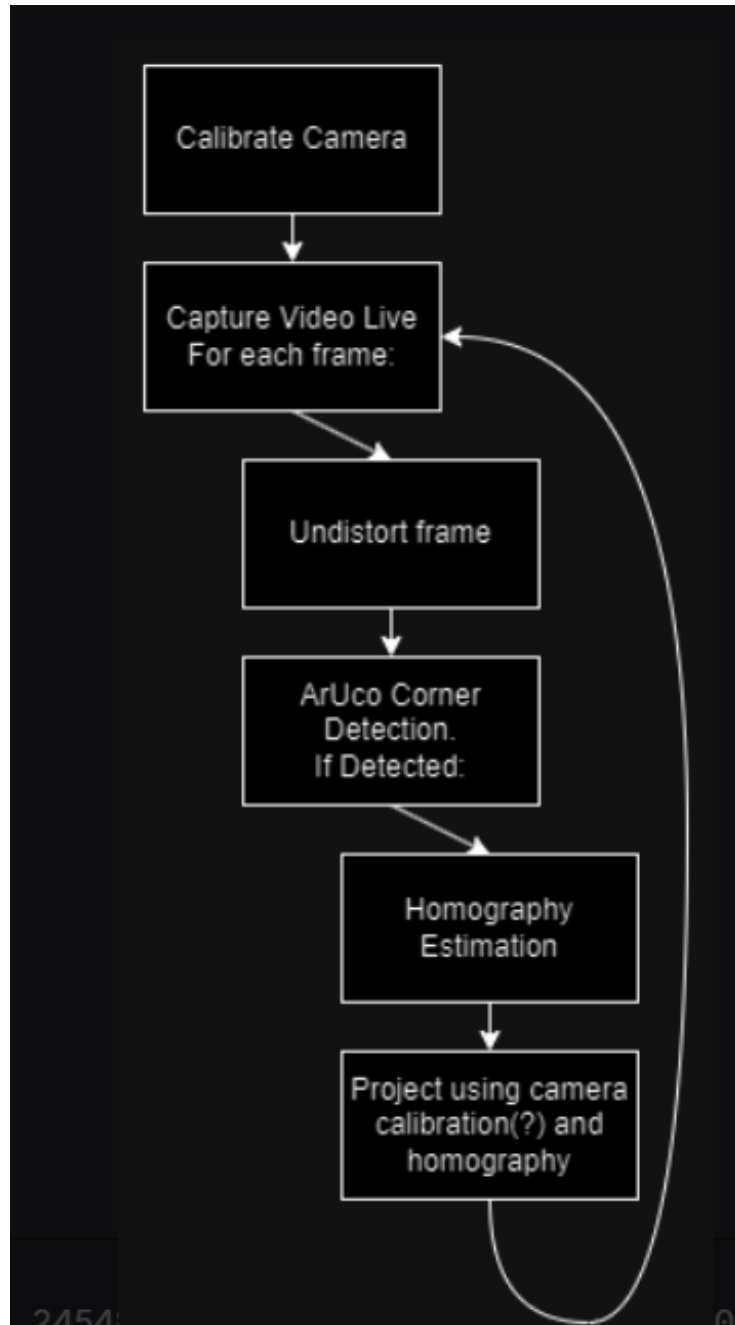 Calibrate Camera
Capture Video Live
For each frame:
Undistort frame
ArUco Corner
Detection.
If Detected:
Homography
Estimation
Project using camera
calibration(?) and
homography